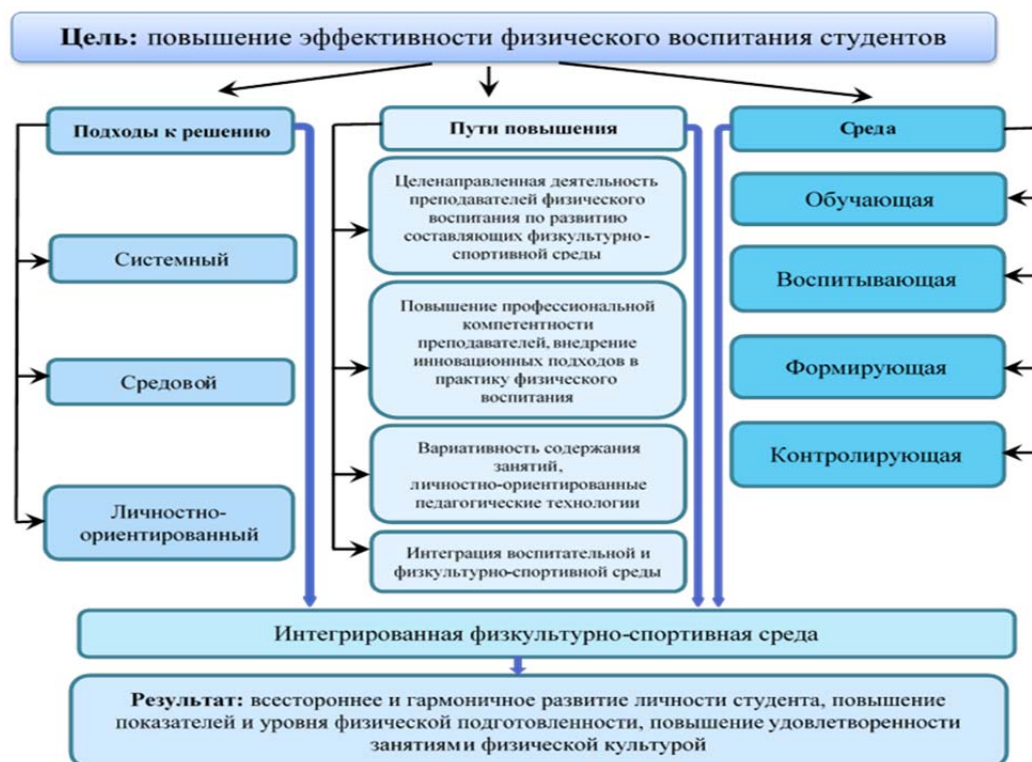 Цель: повышение эффективности физического воспитания студентов
Подходы к решению
Системный
Средовой
Личностно-
ориентированный
Пути повышения
Целенаправленная деятельность
преподавателей физического
воспитания по развитию
составляющих физкультурно-
спортивной среды
Повышение профессиональной
компетентности
преподавателей, внедрение
инновационных подходов в
практику физического
воспитания
Вариативность содержания
занятий,
личностно-ориентированные
педагогические технологии
Интеграция воспитательной и
физкультурно-спортивной среды
Среда
Обучающая
Воспитывающая
Формирующая
Контролирующая
Интегрированная физкультурно-спортивная среда
Результат: всестороннее и гармоничное развитие личности студента, повышение
показателей и уровня физической подготовленности, повышение удовлетворенности
занятиями физической культурой